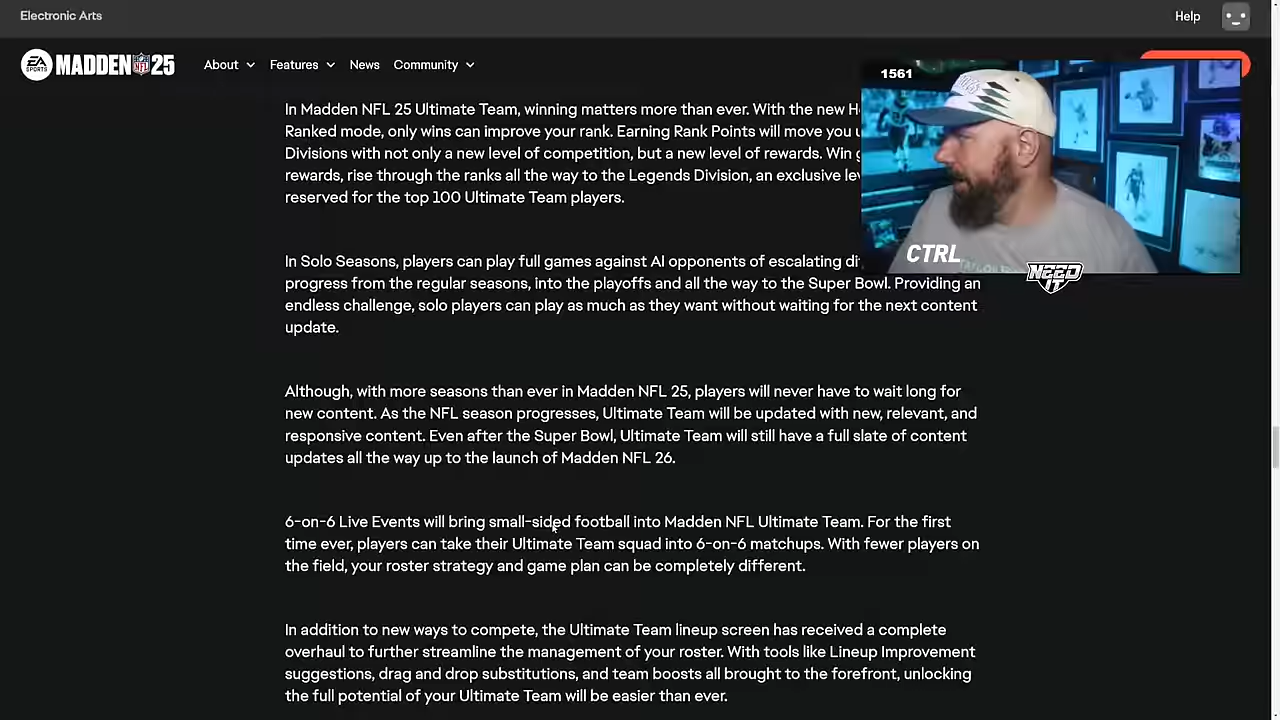 Electronic Arts
Help
EA SPORTS MADDEN NFL 25
About
Features
News
Community
1561
In Madden NFL 25 Ultimate Team, winning matters more than ever. With the new H
Ranked mode, only wins can improve your rank. Earning Rank Points will move you
Divisions with not only a new level of competition, but a new level of rewards. Win
rewards, rise through the ranks all the way to the Legends Division, an exclusive
reserved for the top 100 Ultimate Team players.
CTRL
NEED IT
In Solo Seasons, players can play full games against AI opponents of escalating
progress from the regular seasons, into the playoffs and all the way to the Super Bowl. Providing an
endless challenge, solo players can play as much as they want without waiting for the next content
update.
Although, with more seasons than ever in Madden NFL 25, players will never have to wait long for
new content. As the NFL season progresses, Ultimate Team will be updated with new, relevant, and
responsive content. Even after the Super Bowl, Ultimate Team will still have a full slate of content
updates all the way up to the launch of Madden NFL 26.
6-on-6 Live Events will bring small-sided football into Madden NFL Ultimate Team. For the first
time ever, players can take their Ultimate Team squad into 6-on-6 matchups. With fewer players on
the field, your roster strategy and game plan can be completely different.
In addition to new ways to compete, the Ultimate Team lineup screen has received a complete
overhaul to further streamline the management of your roster. With tools like Lineup Improvement
suggestions, drag and drop substitutions, and team boosts all brought to the forefront, unlocking
the full potential of your Ultimate Team will be easier than ever.